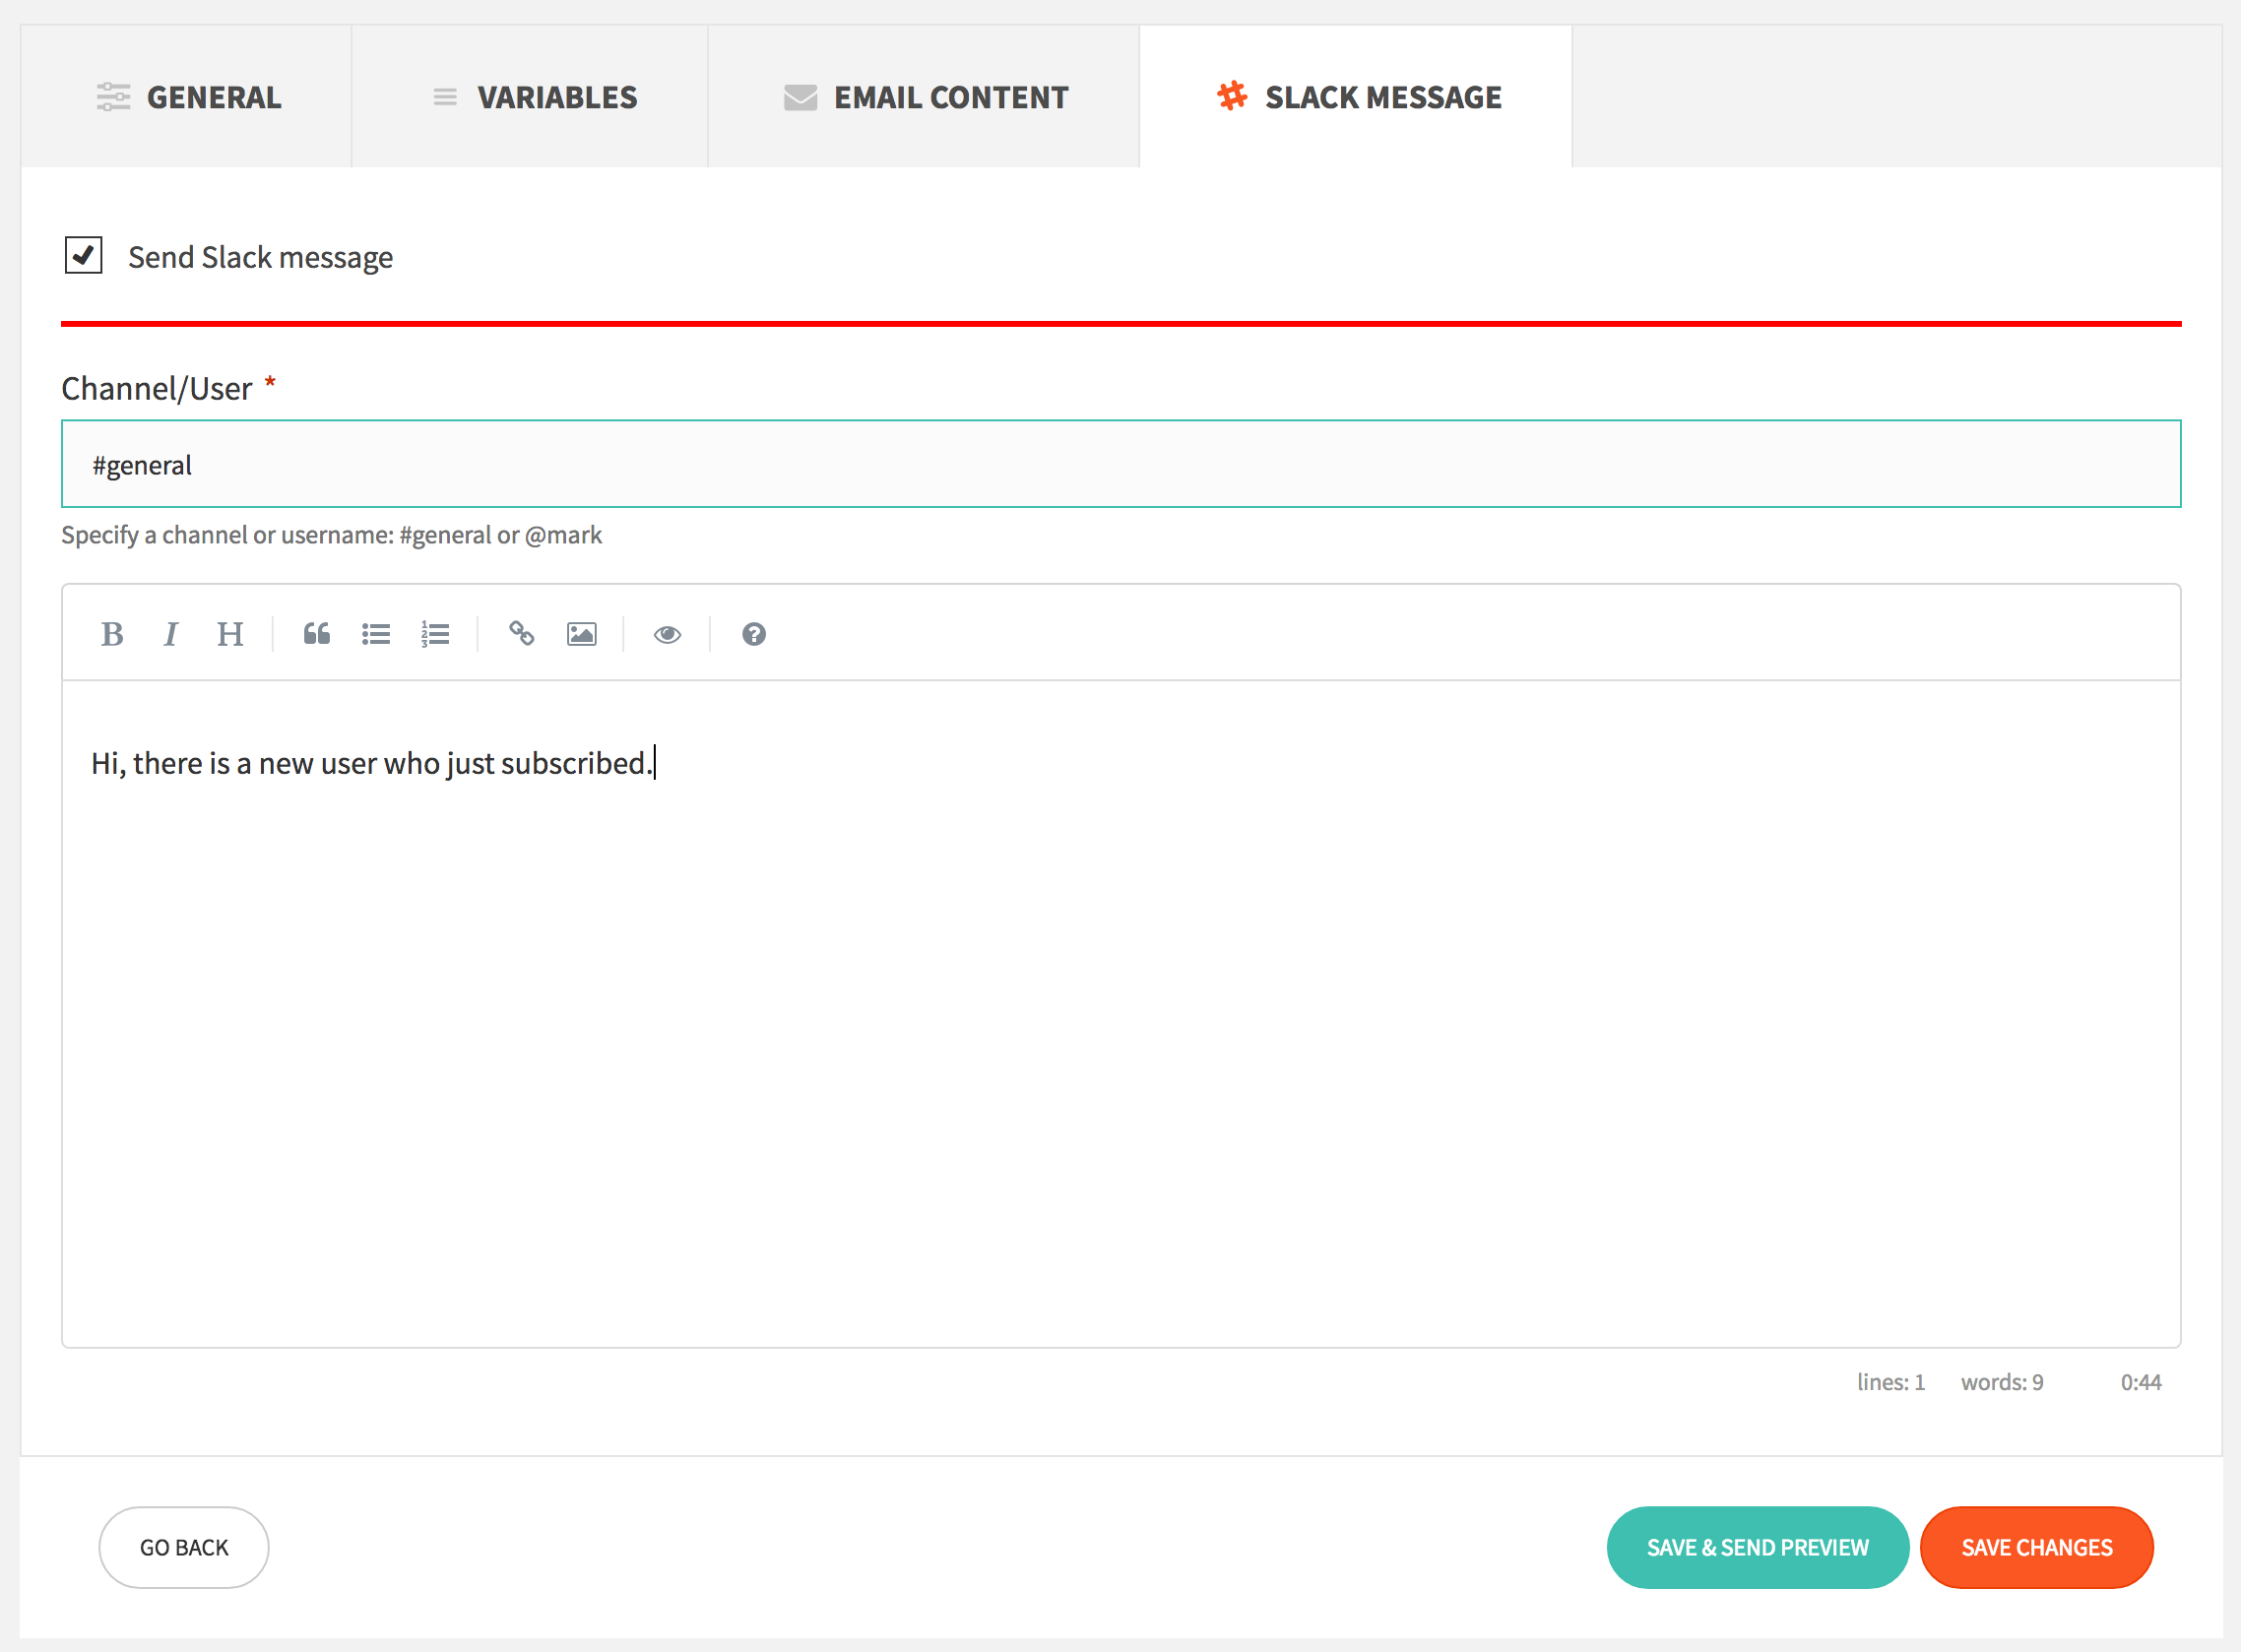 GENERAL
VARIABLES
EMAIL CONTENT
SLACK MESSAGE
Send Slack message
Channel/User *
#general
Specify a channel or username: #general or @mark
B I H
Hi, there is a new user who just subscribed.
lines: 1 words: 9 0:44
GO BACK
SAVE & SEND PREVIEW
SAVE CHANGES